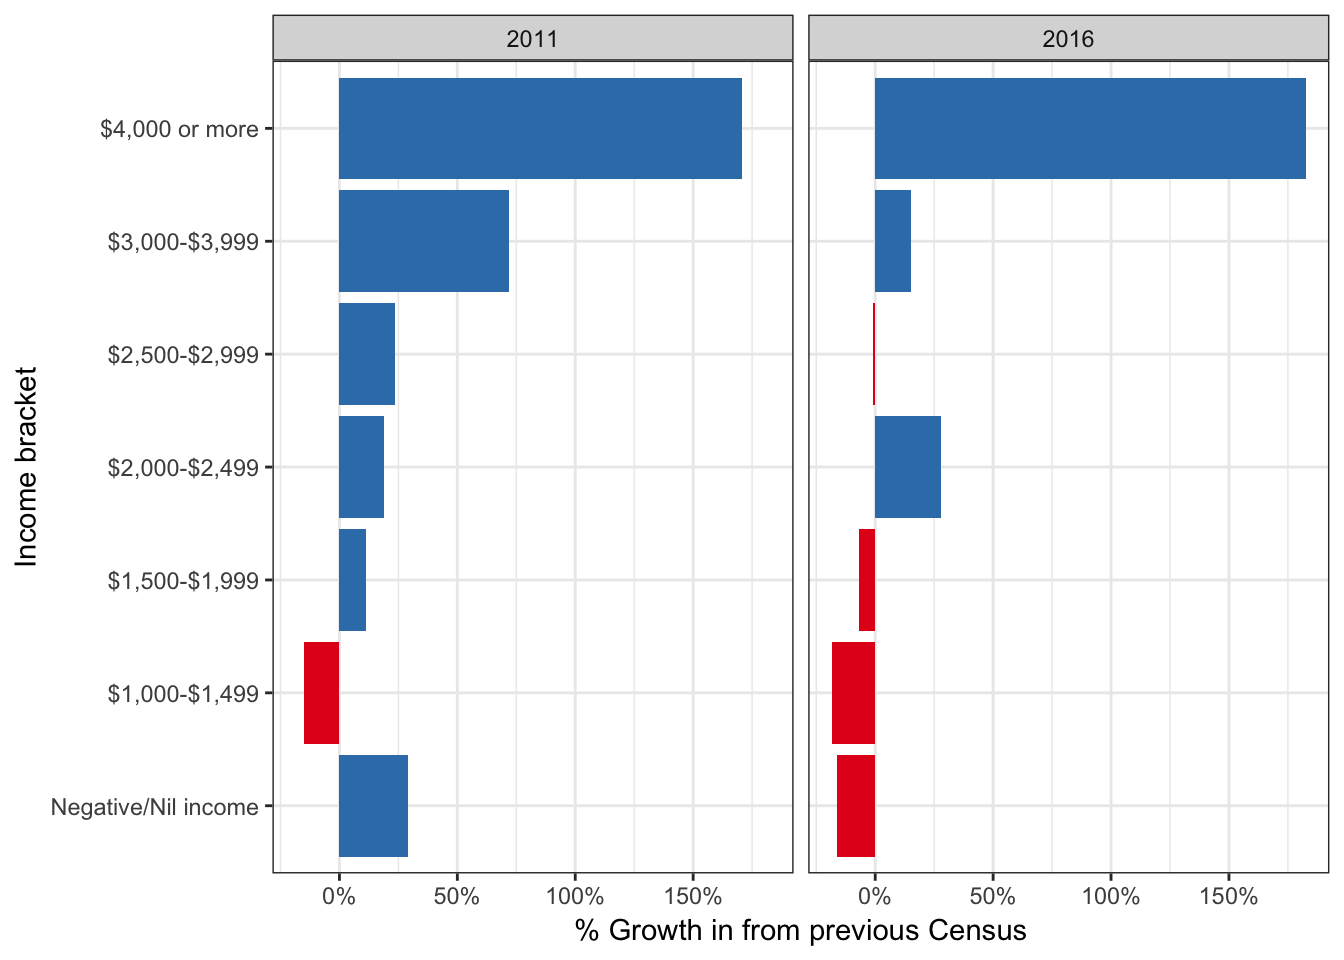 2011
2016
$4,000 or more
$3,000-$3,999
$2,500-$2,999
$2,000-$2,499
$1,500-$1,999
$1,000-$1,499
Negative/Nil income
Income bracket
0% 50% 100% 150%
0% 50% 100% 150%
% Growth in from previous Census